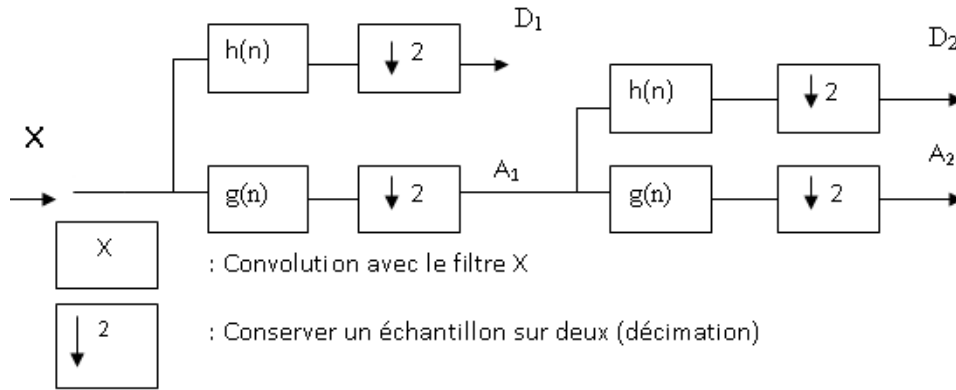 D₁
D₂
h(n)
↓ 2
h(n)
↓ 2
X
A₁
A₂
g(n)
↓ 2
g(n)
↓ 2
X
: Convolution avec le filtre X
↓ 2
: Conserver un échantillon sur deux (décimation)